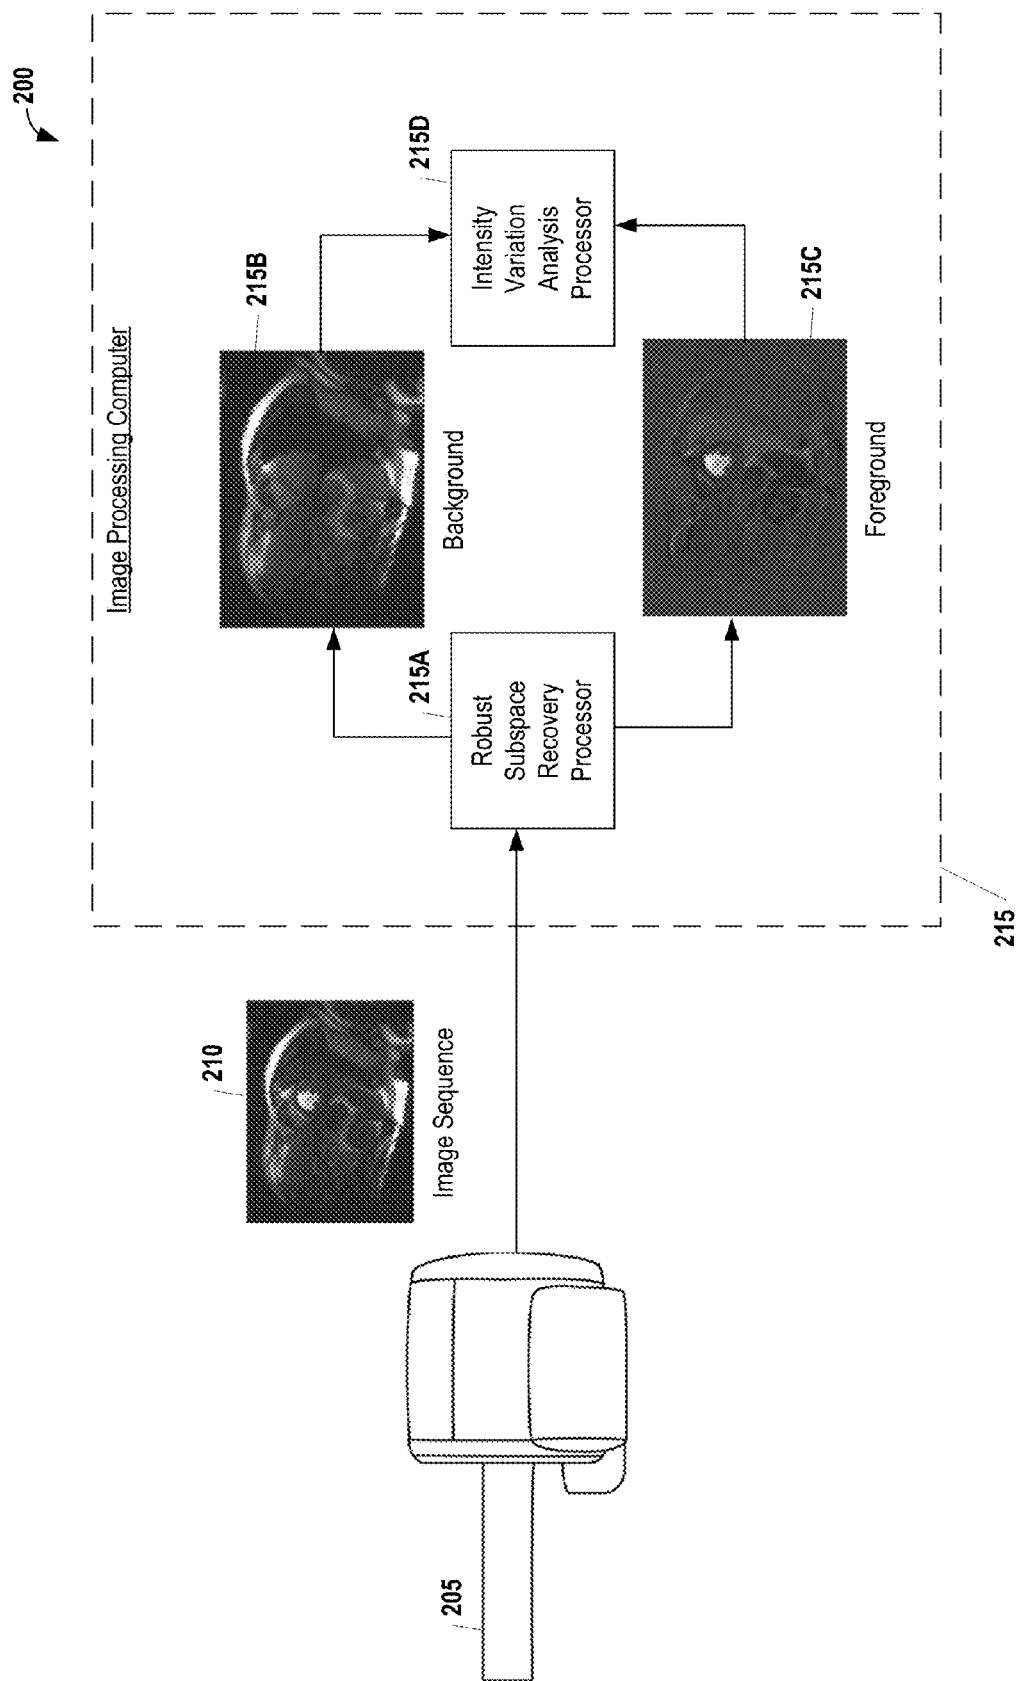 200
Image Processing Computer
215B
215D
Intensity
Variation
Analysis
Processor
Background
215A
Robust
Subspace
Recovery
Processor
215C
Foreground
215
210
Image Sequence
205